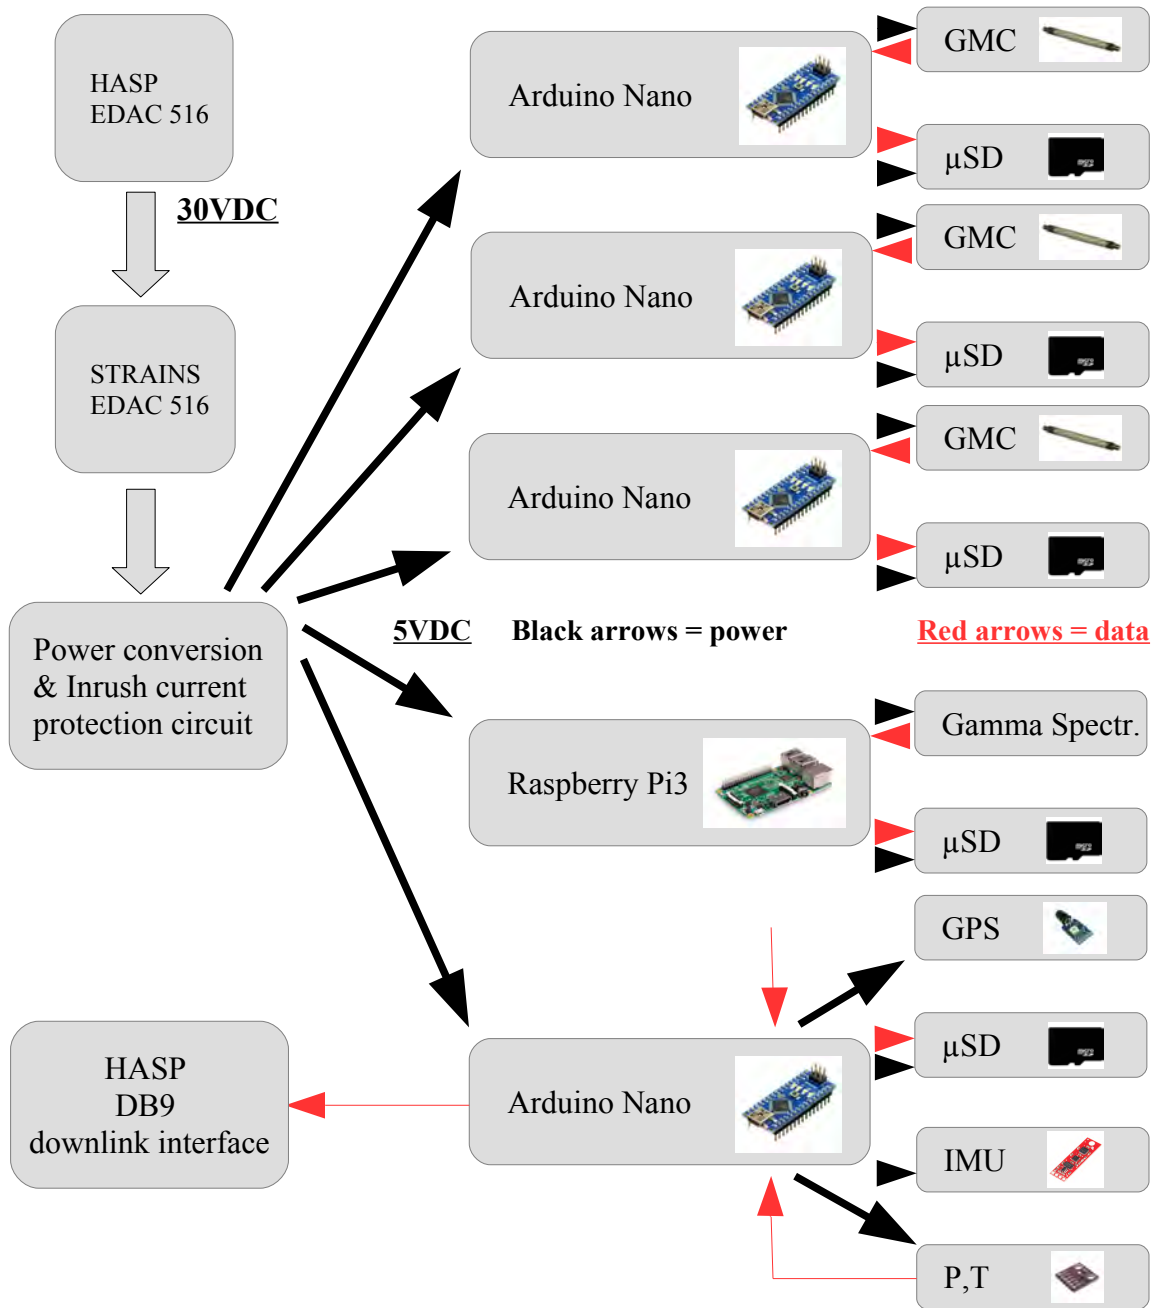 HASP
EDAC 516
30VDC
STRAINS
EDAC 516
Power conversion
& Inrush current
protection circuit
HASP
DB9
downlink interface
Arduino Nano
GMC
µSD
Arduino Nano
GMC
µSD
Arduino Nano
GMC
µSD
5VDC Black arrows = power Red arrows = data
Raspberry Pi3
Gamma Spectr.
µSD
Arduino Nano
GPS
µSD
IMU
P,T